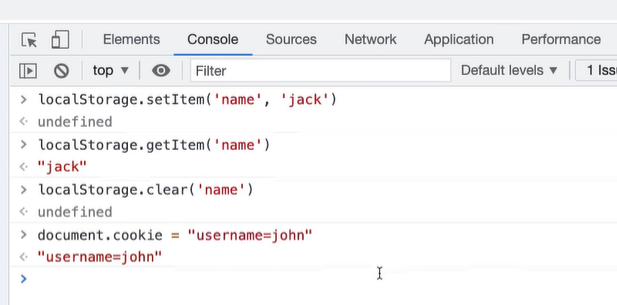 Elements Console Sources Network Application Performance
top ▼ Filter Default levels ▼ 1 Iss
> localStorage.setItem('name', 'jack')
undefined
> localStorage.getItem('name')
"jack"
> localStorage.clear('name')
undefined
> document.cookie = "username=john"
"username=john"
>